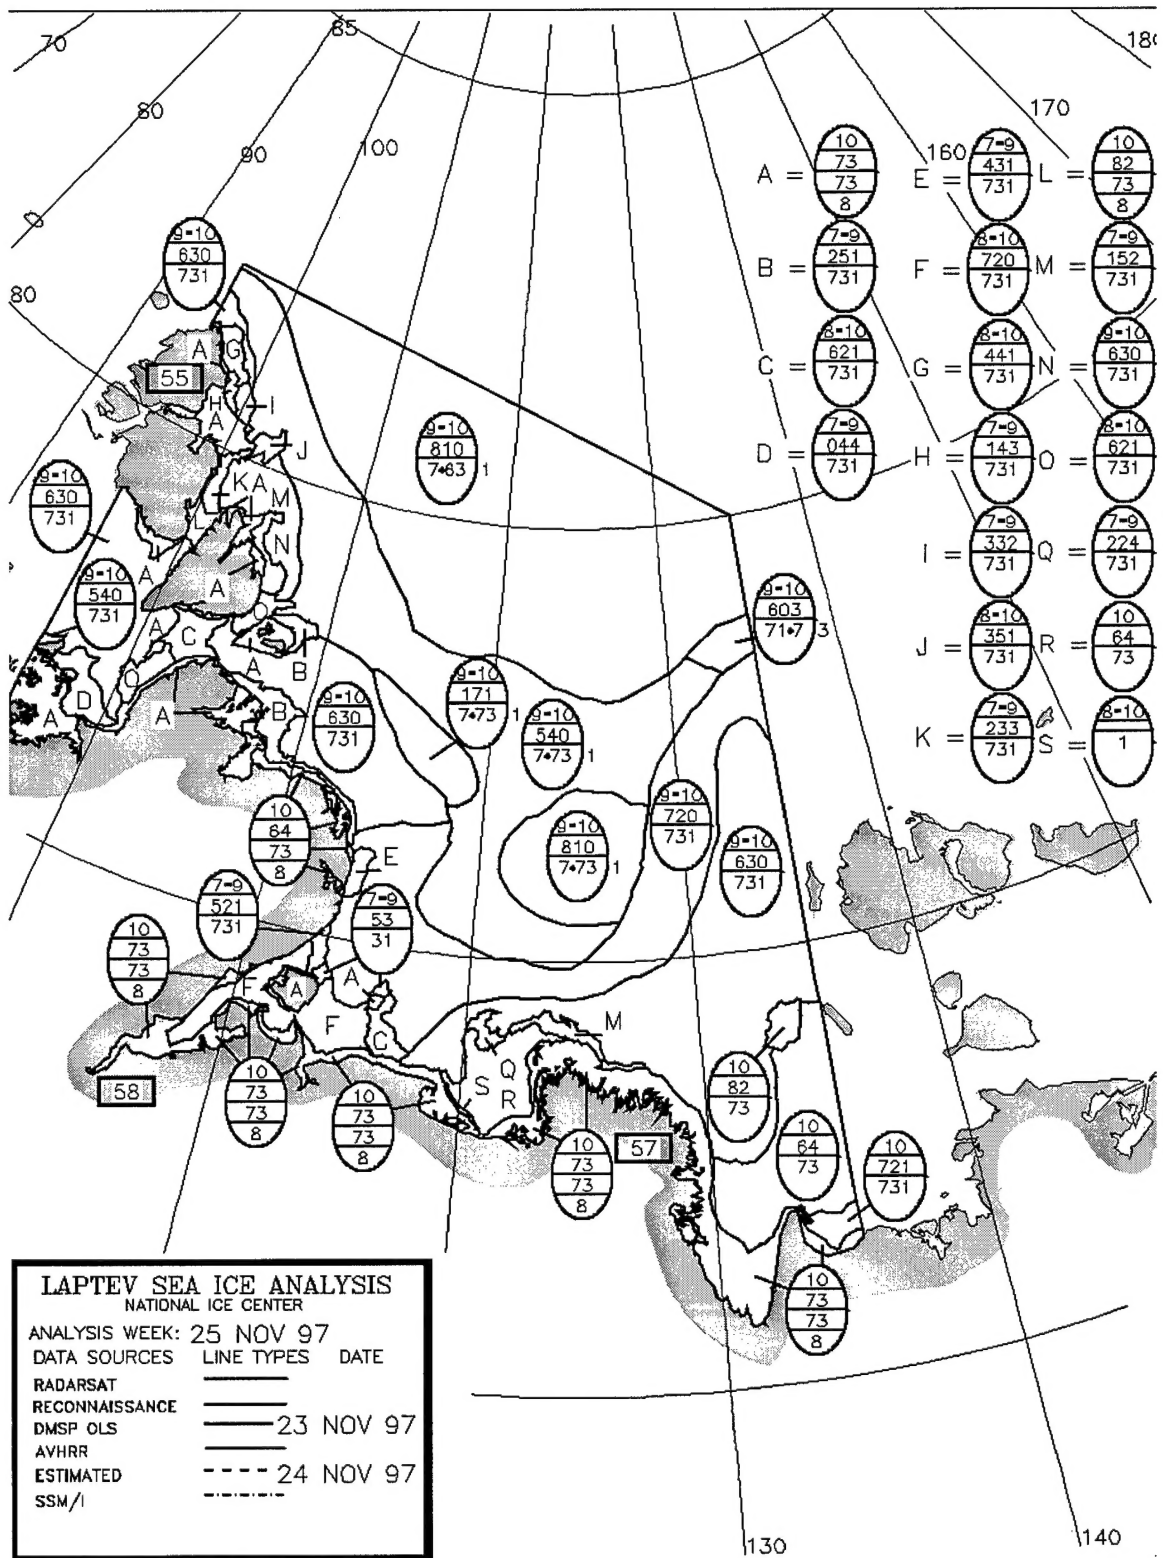 70
85
180
80
90
100
170
160
80
A =
10
73
73
8
E =
7-9
431
731
L =
10
82
73
8
B =
7-9
251
731
F =
8-10
720
731
M =
7-9
152
731
C =
8-10
621
731
G =
8-10
441
731
N =
9-10
630
731
D =
7-9
044
731
H =
7-9
143
731
O =
8-10
621
731
I =
7-9
332
731
Q =
7-9
224
731
J =
8-10
351
731
R =
10
64
73
K =
7-9
233
731
S =
8-10
1
9-10
630
731
A
G
55
H
A
I
J
9-10
810
7•63 1
9-10
630
731
K
A
M
L
N
A
A
9-10
540
731
O
A
C
A
B
D
O
A
A
B
9-10
630
731
9-10
171
7•73 1
9-10
540
7•73 1
9-10
603
71•7 3
9-10
810
7•73 1
9-10
720
731
9-10
630
731
10
64
73
8
E
7-9
521
731
7-9
53
31
10
73
73
8
F
A
A
F
C
58
10
73
73
8
10
73
73
8
S
Q
R
M
10
73
73
8
57
10
82
73
10
64
73
10
721
731
10
73
73
8
LAPTEV SEA ICE ANALYSIS
NATIONAL ICE CENTER
ANALYSIS WEEK: 25 NOV 97
DATA SOURCES LINE TYPES DATE
RADARSAT
RECONNAISSANCE
DMSP OLS 23 NOV 97
AVHRR
ESTIMATED 24 NOV 97
SSM/I
130
140